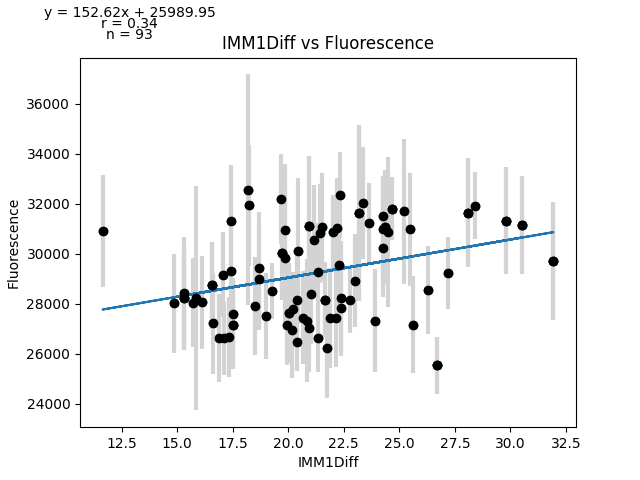 y = 152.62x + 25989.95
r = 0.34
n = 93
IMM1Diff vs Fluorescence
Fluorescence
36000
34000
32000
30000
28000
26000
24000
12.5 15.0 17.5 20.0 22.5 25.0 27.5 30.0 32.5
IMM1Diff